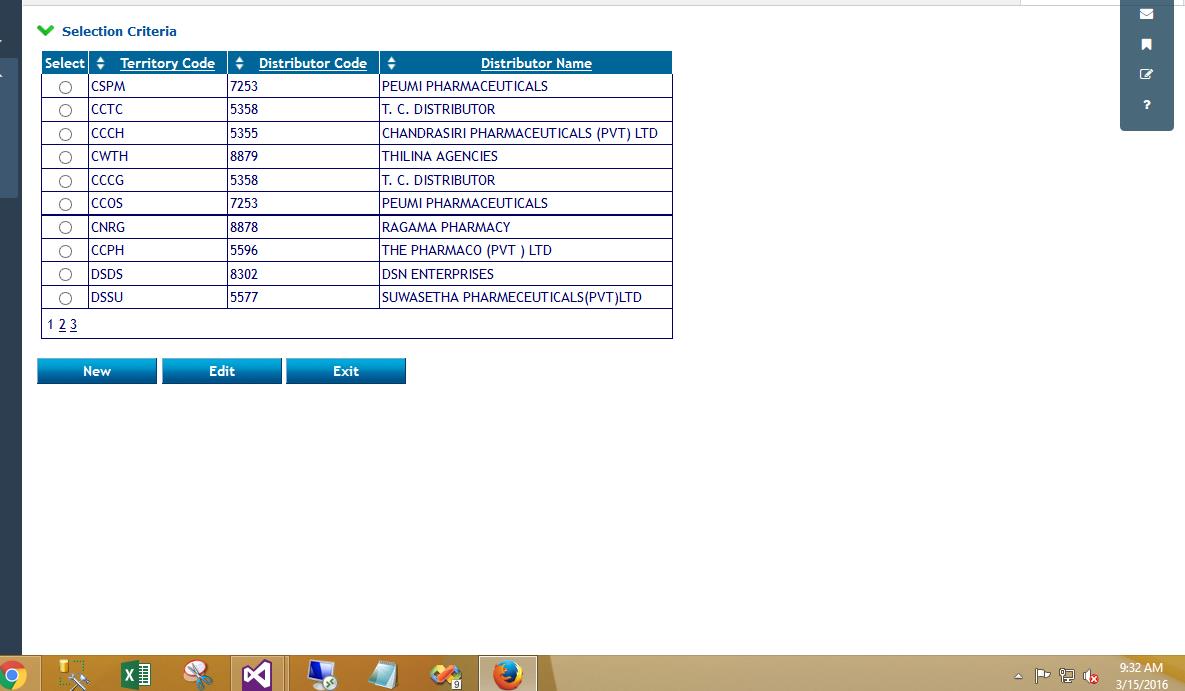 Selection Criteria
Select Territory Code Distributor Code Distributor Name
CSPM 7253 PEUMI PHARMACEUTICALS
CCTC 5358 T. C. DISTRIBUTOR
CCCH 5355 CHANDRASIRI PHARMACEUTICALS (PVT) LTD
CWTH 8879 THILINA AGENCIES
CCCG 5358 T. C. DISTRIBUTOR
CCOS 7253 PEUMI PHARMACEUTICALS
CNRG 8878 RAGAMA PHARMACY
CCPH 5596 THE PHARMACO (PVT ) LTD
DSDS 8302 DSN ENTERPRISES
DSSU 5577 SUWASETHA PHARMECEUTICALS(PVT)LTD
1 2 3
New Edit Exit
?
9
9:32 AM
3/15/2016